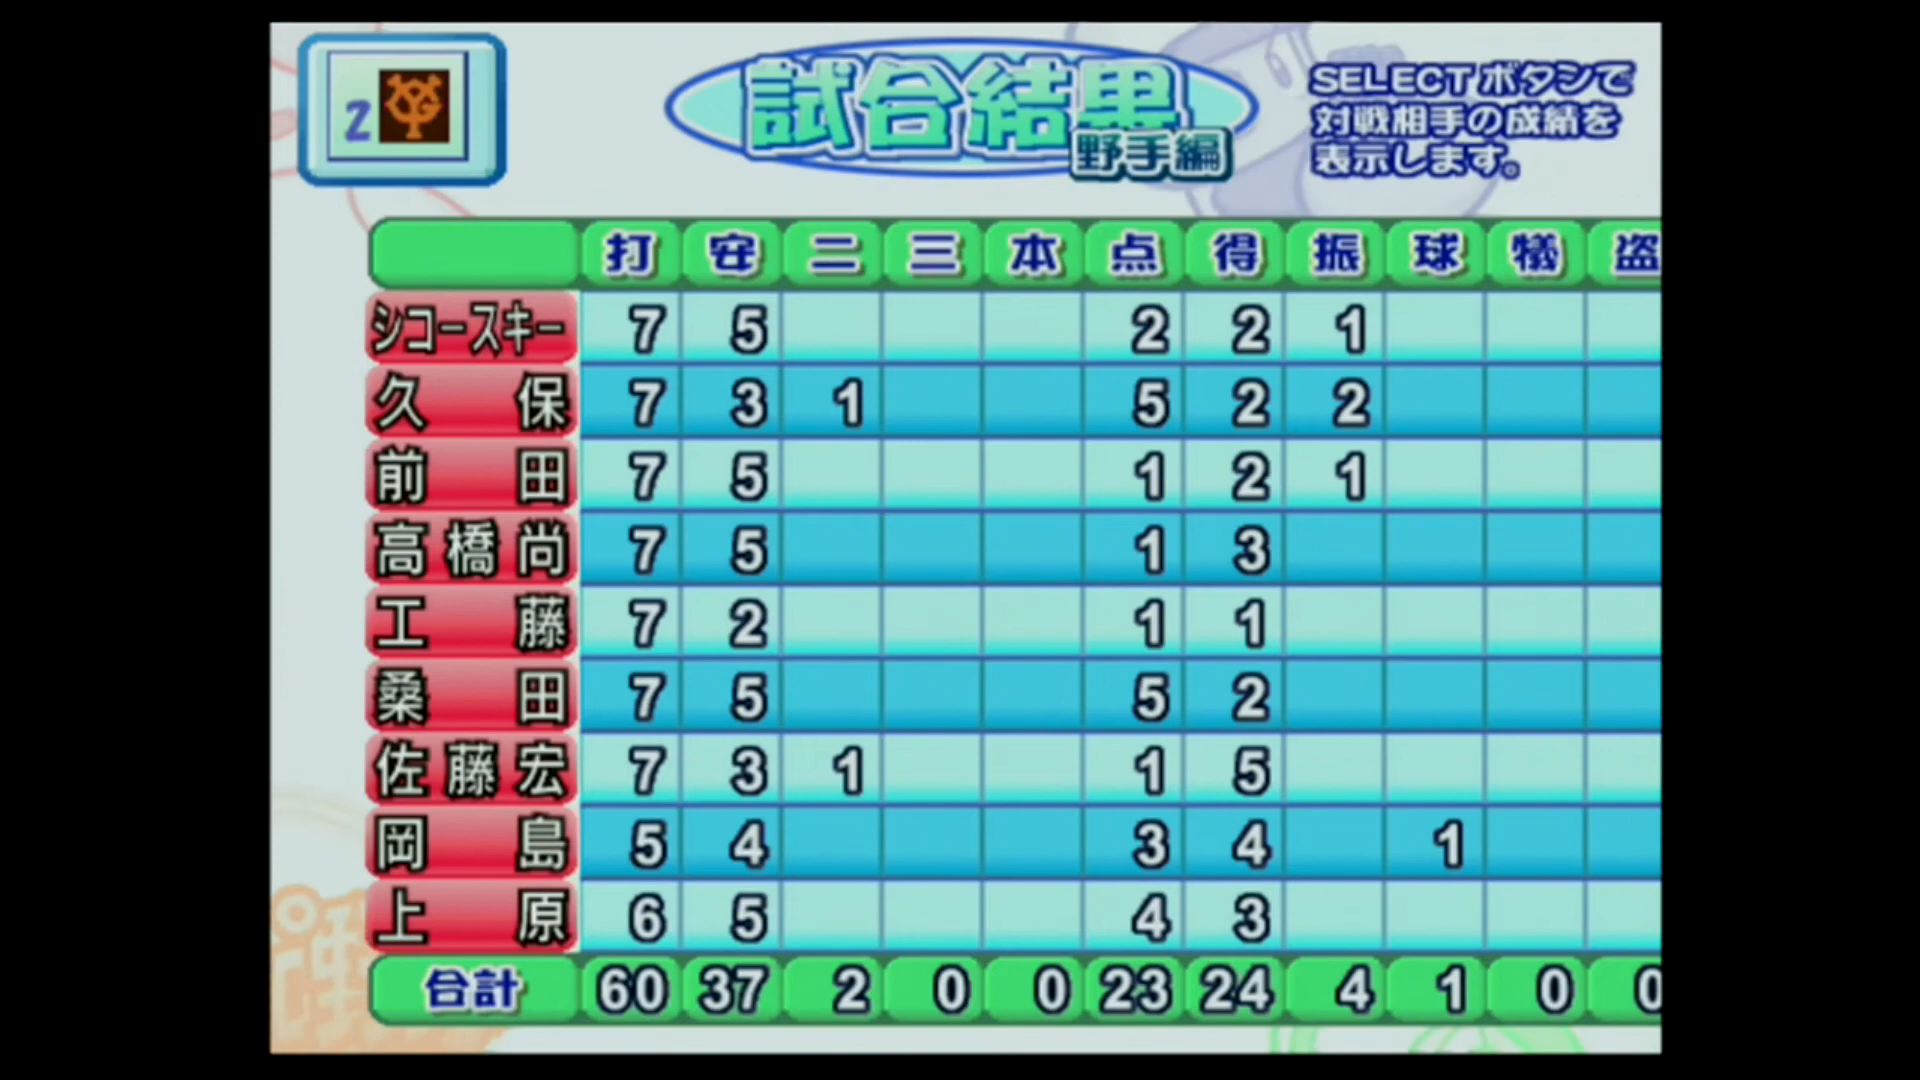 2 YG
試合結果
野手編
SELECTボタンで
対戦相手の成績を
表示します。
打 安 二 三 本 点 得 振 球 犠 盗
シコースキー 7 5 2 2 1
久保 7 3 1 5 2 2
前田 7 5 1 2 1
高橋尚 7 5 1 3
工藤 7 2 1 1
桑田 7 5 5 2
佐藤宏 7 3 1 1 5
岡島 5 4 3 4 1
上原 6 5 4 3
合計 60 37 2 0 0 23 24 4 1 0 0